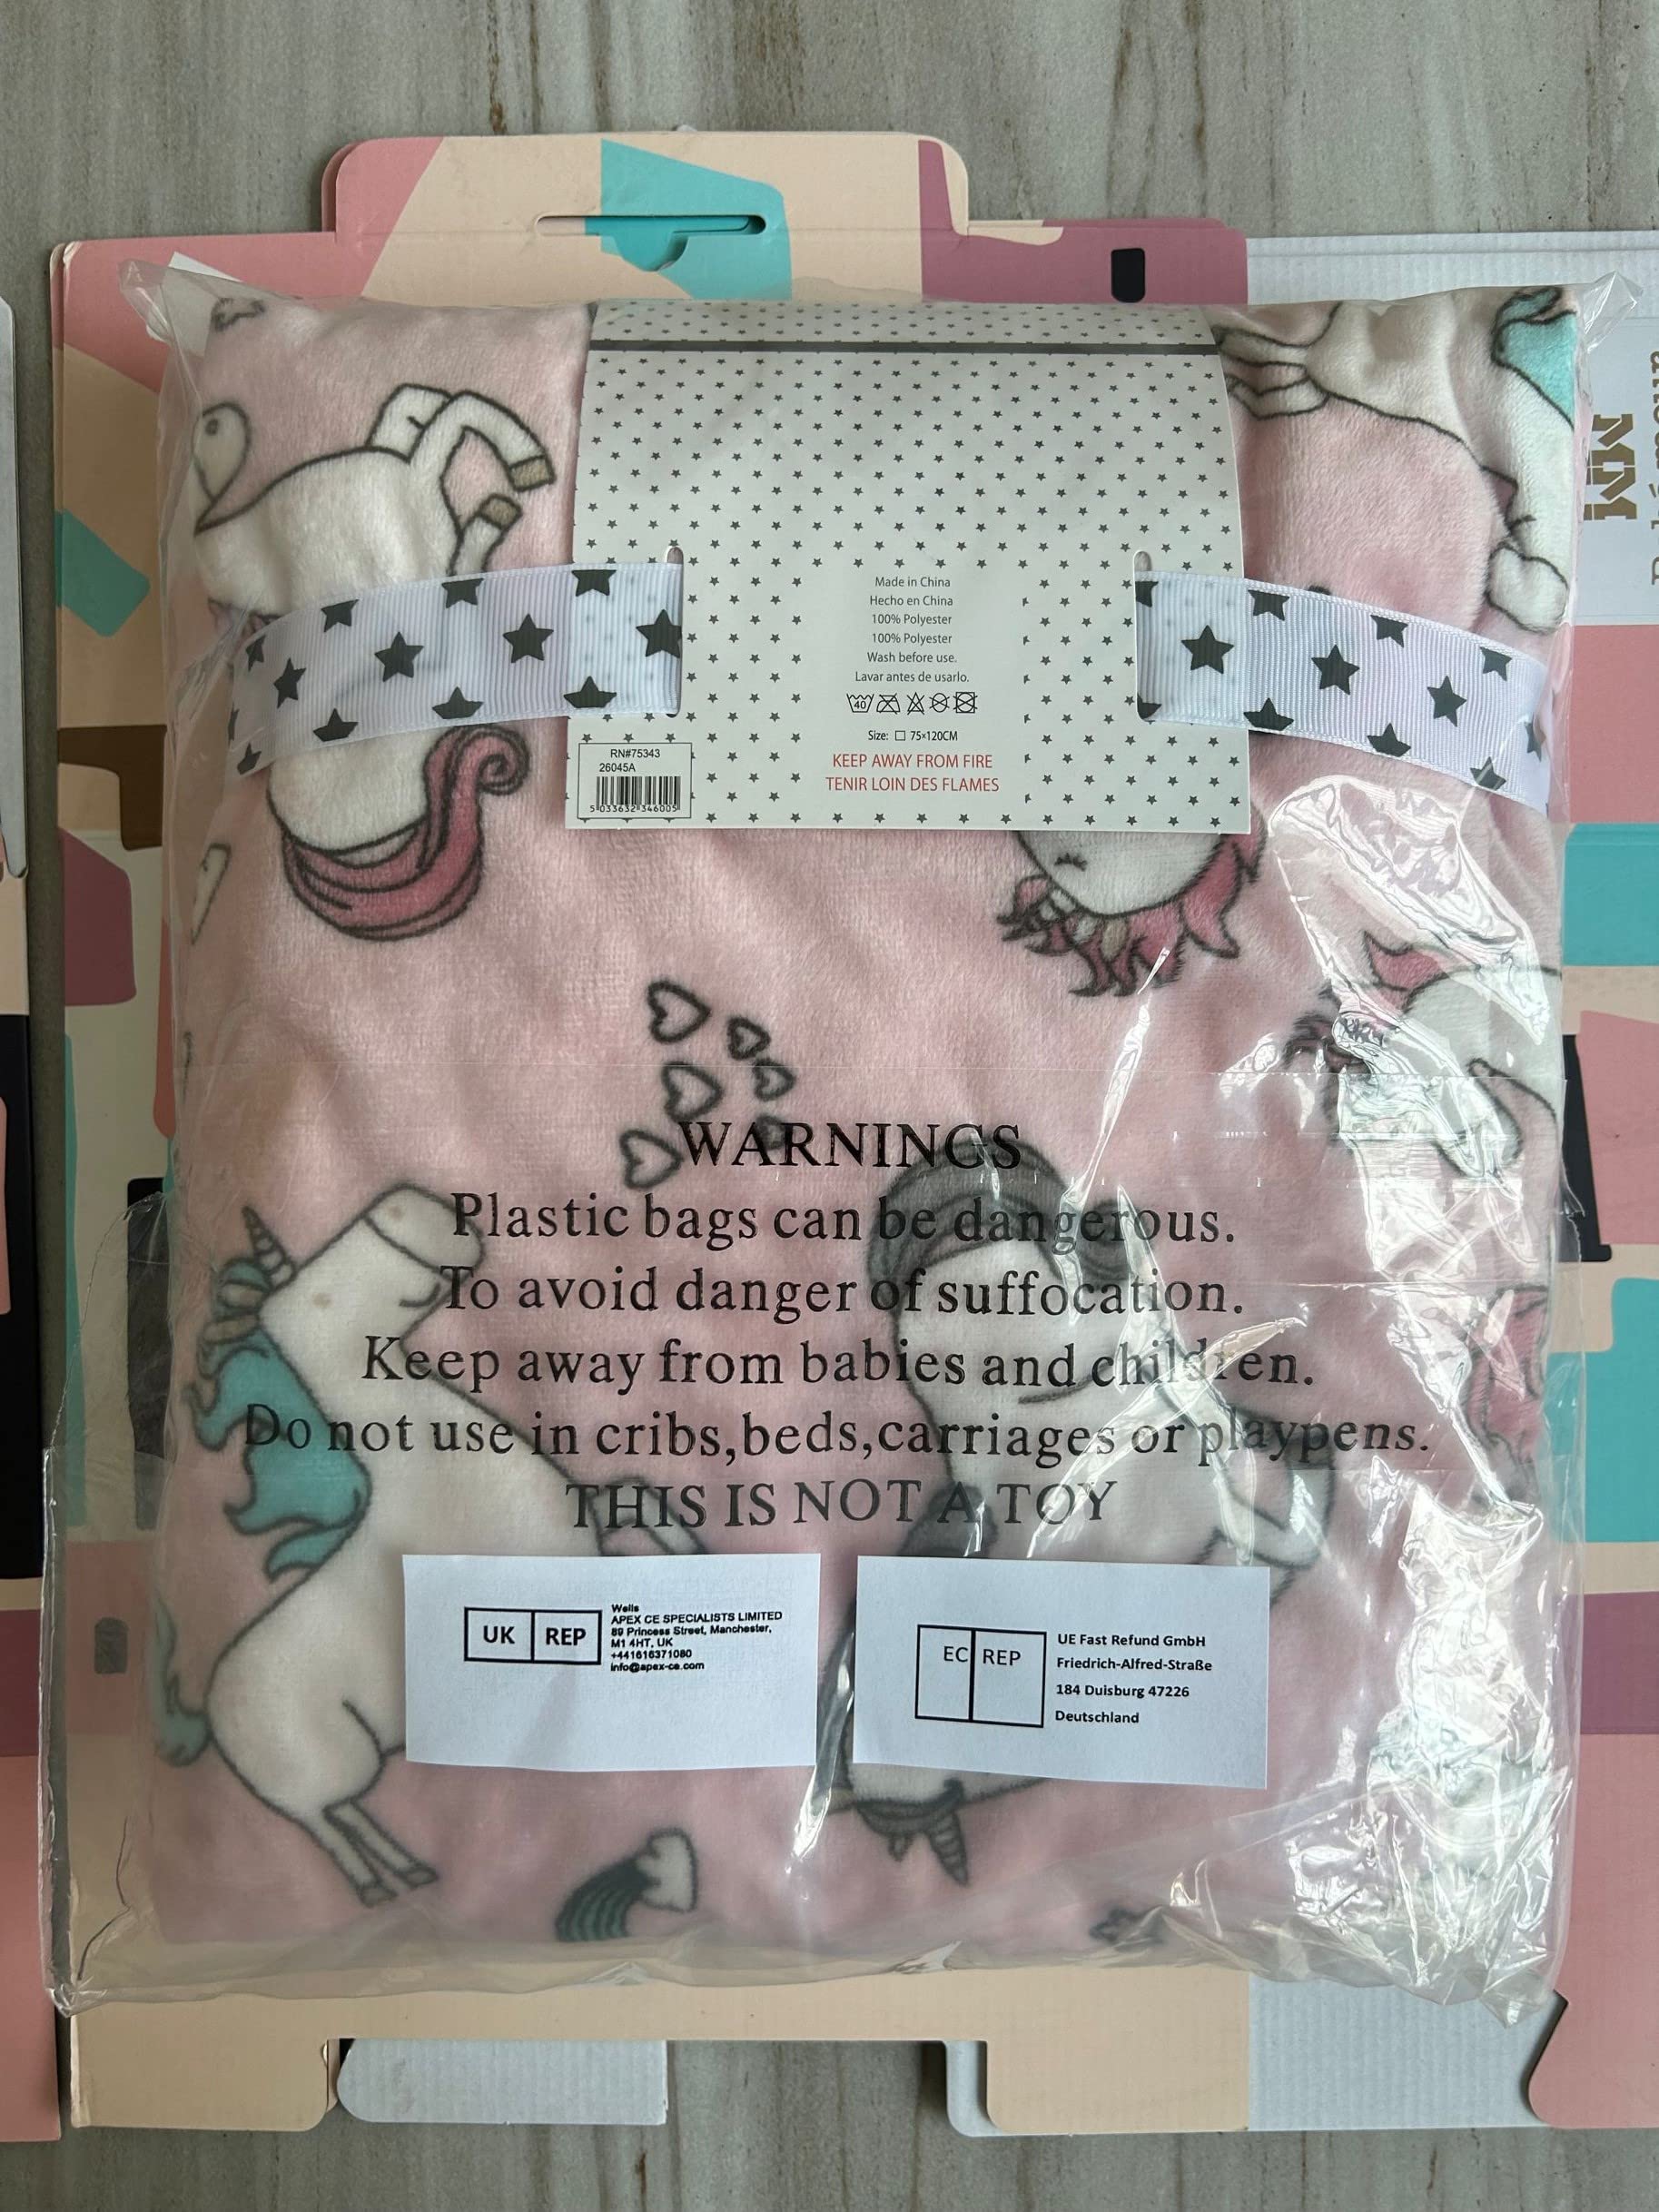 Made in China
Hecho en China
100% Polyester
100% Polyester
Wash before use.
Lavar antes de usarlo.
40
Size: □ 75×120CM
KEEP AWAY FROM FIRE
TENIR LOIN DES FLAMES
RN#75343
26045A
5 033632 346005
WARNINGS
Plastic bags can be dangerous.
To avoid danger of suffocation.
Keep away from babies and children.
Do not use in cribs,beds,carriages or playpens.
THIS IS NOT A TOY
UK REP
Wells
APEX CE SPECIALISTS LIMITED
89 Princess Street, Manchester,
M1 4HT, UK
+441616371080
info@apex-ce.com
EC REP
UE Fast Refund GmbH
Friedrich-Alfred-Straße
184 Duisburg 47226
Deutschland